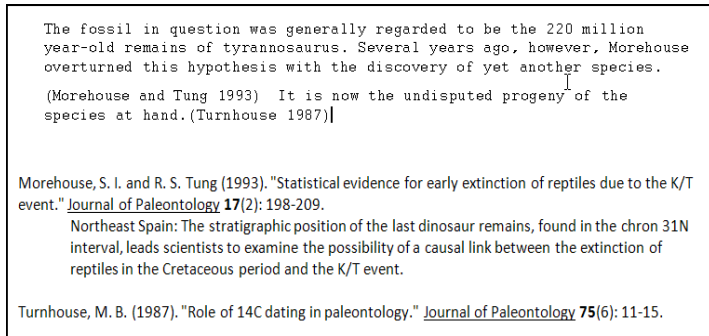 The fossil in question was generally regarded to be the 220 million
year-old remains of tyrannosaurus. Several years ago, however, Morehouse
overturned this hypothesis with the discovery of yet another species.
(Morehouse and Tung 1993)  It is now the undisputed progeny of the
species at hand.(Turnhouse 1987)
Morehouse, S. I. and R. S. Tung (1993). "Statistical evidence for early extinction of reptiles due to the K/T
event." Journal of Paleontology 17(2): 198-209.
Northeast Spain: The stratigraphic position of the last dinosaur remains, found in the chron 31N
interval, leads scientists to examine the possibility of a causal link between the extinction of
reptiles in the Cretaceous period and the K/T event.
Turnhouse, M. B. (1987). "Role of 14C dating in paleontology." Journal of Paleontology 75(6): 11-15.